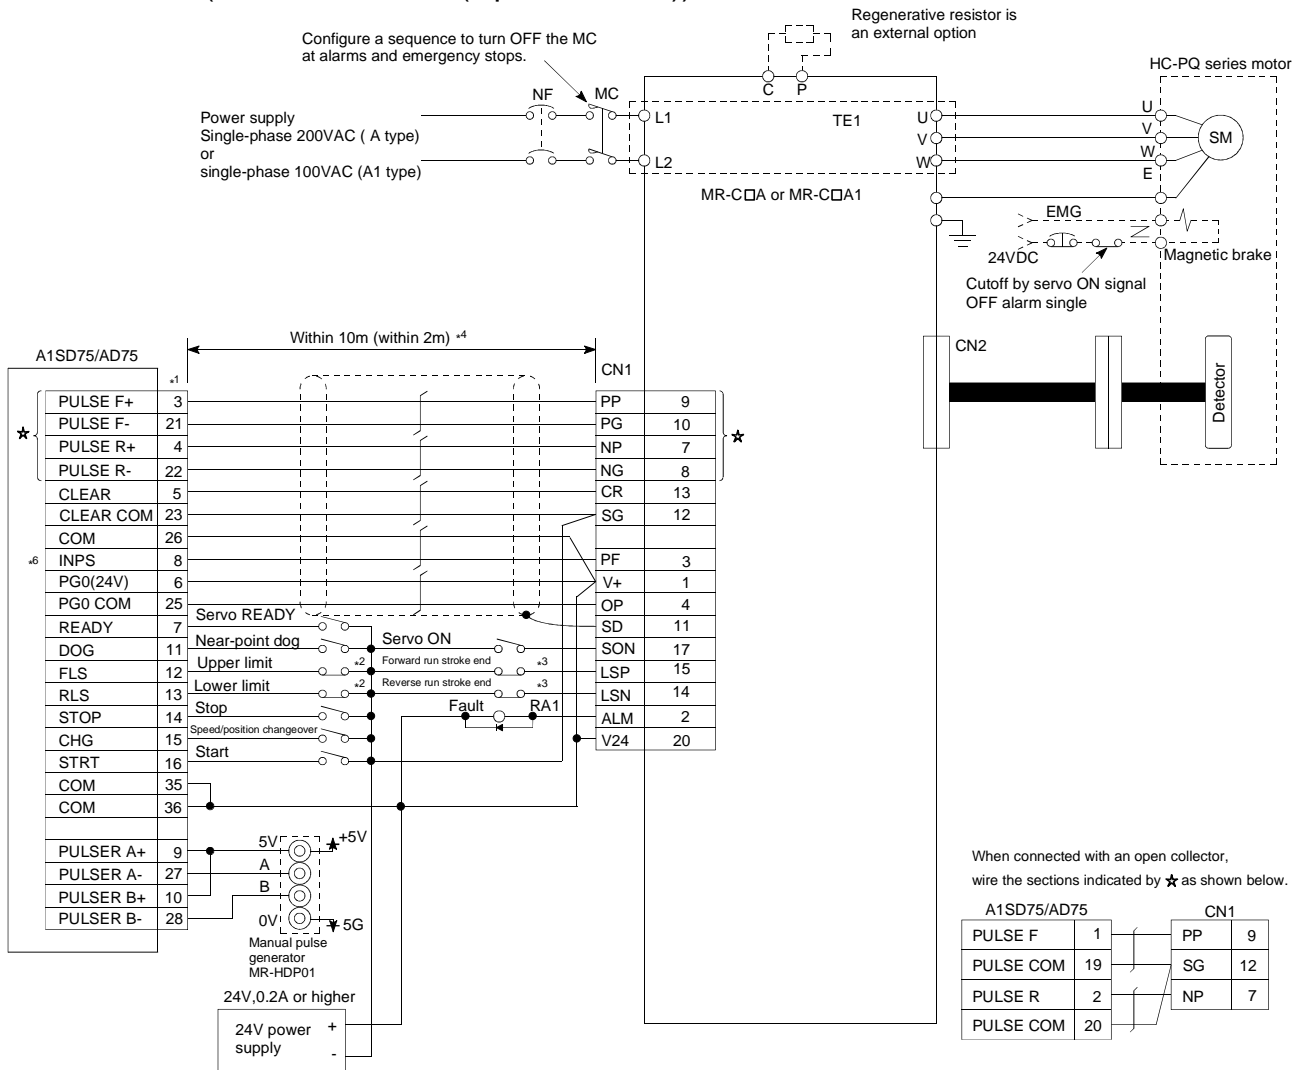 Regenerative resistor is
an external option
Configure a sequence to turn OFF the MC
at alarms and emergency stops.
HC-PQ series motor
C P
NF MC
Power supply
Single-phase 200VAC ( A type)
or
single-phase 100VAC (A1 type)
L1 TE1 U U
V V SM
L2 W W
E
MR-C□A or MR-C□A1
EMG
24VDC
Magnetic brake
Cutoff by servo ON signal
OFF alarm single
Within 10m (within 2m) *4
A1SD75/AD75
CN2
CN1
Detector
*1
PULSE F+ 3 PP 9
PULSE F- 21 PG 10
☆ ☆
PULSE R+ 4 NP 7
PULSE R- 22 NG 8
CLEAR 5 CR 13
CLEAR COM 23 SG 12
COM 26
*6 INPS 8 PF 3
PG0(24V) 6 V+ 1
PG0 COM 25 OP 4
READY 7 Servo READY SD 11
DOG 11 Near-point dog Servo ON SON 17
FLS 12 Upper limit *2 Forward run stroke end *3 LSP 15
RLS 13 Lower limit *2 Reverse run stroke end *3 LSN 14
STOP 14 Stop Fault RA1 ALM 2
CHG 15 Speed/position changeover V24 20
STRT 16 Start
COM 35
COM 36
PULSER A+ 9 5V +5V
PULSER A- 27 A
PULSER B+ 10 B
PULSER B- 28 0V 5G
Manual pulse
generator
MR-HDP01
24V,0.2A or higher
24V power +
supply -
When connected with an open collector,
wire the sections indicated by ☆ as shown below.
A1SD75/AD75 CN1
PULSE F 1 PP 9
PULSE COM 19 SG 12
PULSE R 2 NP 7
PULSE COM 20